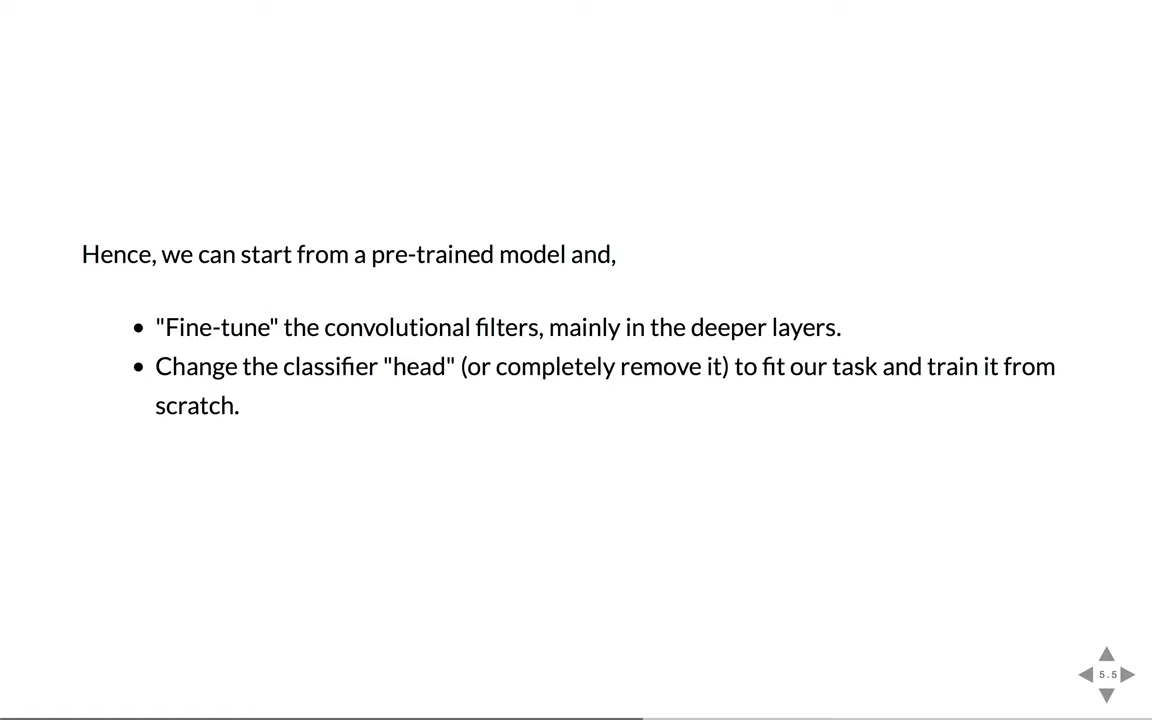 Hence, we can start from a pre-trained model and,
• "Fine-tune" the convolutional filters, mainly in the deeper layers.
• Change the classifier "head" (or completely remove it) to fit our task and train it from
scratch.
5.5